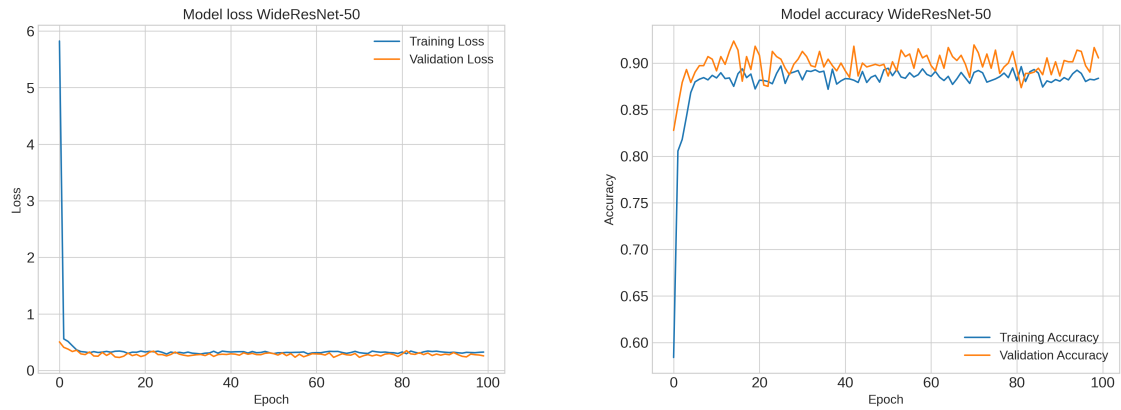 Model loss WideResNet-50
6
5
4
3
2
1
0
Loss
Training Loss
Validation Loss
0 20 40 60 80 100
Epoch
Model accuracy WideResNet-50
0.90
0.85
0.80
0.75
0.70
0.65
0.60
Accuracy
Training Accuracy
Validation Accuracy
0 20 40 60 80 100
Epoch